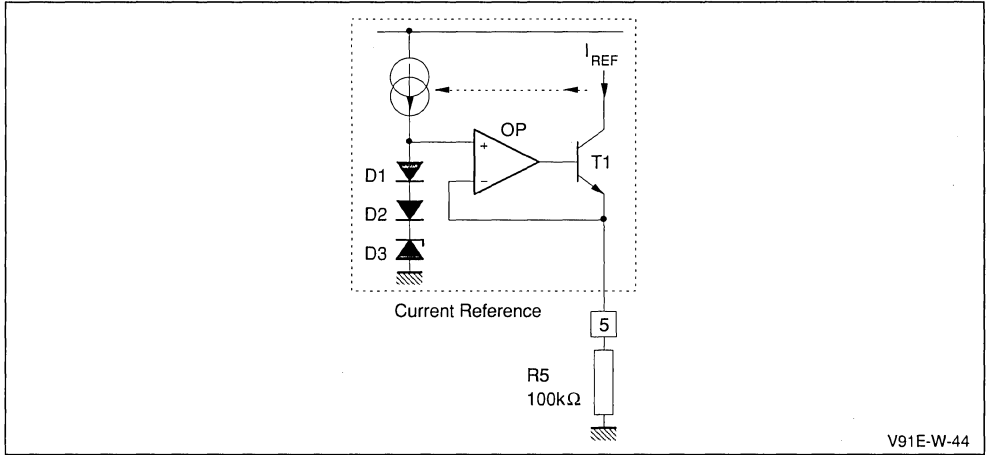 I REF
OP
+
−
T1
D1
D2
D3
Current Reference
5
R5
100kΩ
V91E-W-44